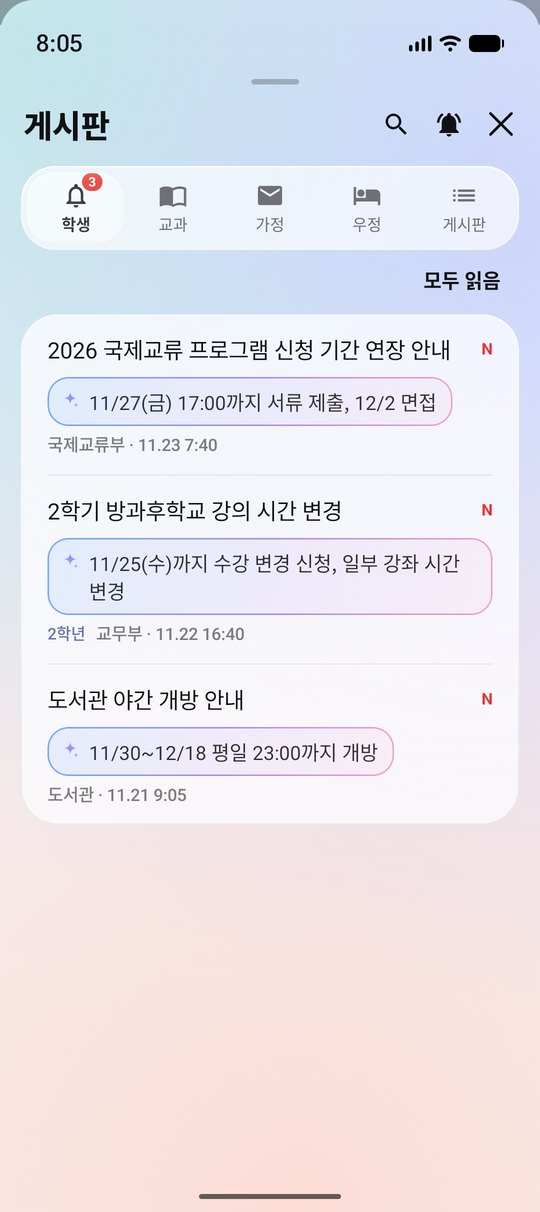 8:05
게시판
3
학생
교과
가정
우정
게시판
모두 읽음
2026 국제교류 프로그램 신청 기간 연장 안내 N
11/27(금) 17:00까지 서류 제출, 12/2 면접
국제교류부 · 11.23 7:40
2학기 방과후학교 강의 시간 변경 N
11/25(수)까지 수강 변경 신청, 일부 강좌 시간
변경
2학년 교무부 · 11.22 16:40
도서관 야간 개방 안내 N
11/30~12/18 평일 23:00까지 개방
도서관 · 11.21 9:05